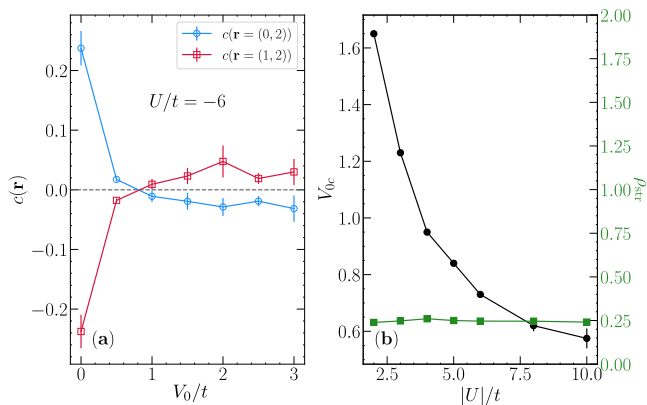 c(r = (0, 2))
c(r = (1, 2))
U/t = −6
0.2
0.1
0.0
−0.1
−0.2
c(r)
(a)
0
1
2
3
V₀/t
1.6
1.4
1.2
1.0
0.8
0.6
V₀c
(b)
2.5
5.0
7.5
10.0
|U|/t
2.00
1.75
1.50
1.25
1.00
0.75
0.50
0.25
0.00
ρstr